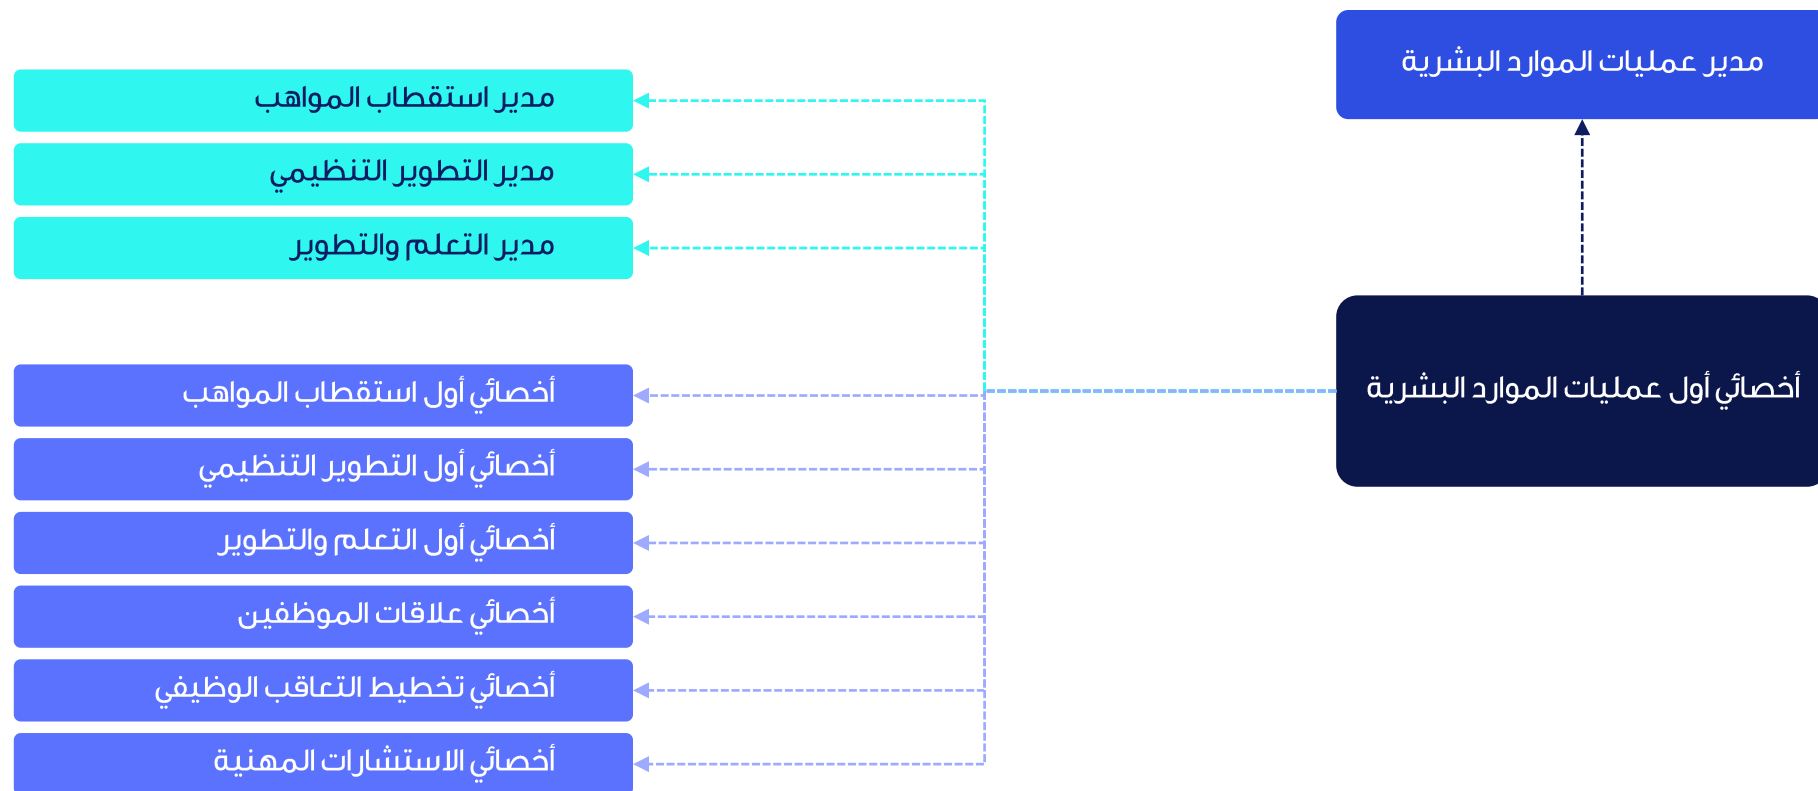 مدير عمليات الموارد البشرية
أخصائي أول عمليات الموارد البشرية
مدير استقطاب المواهب
مدير التطوير التنظيمي
مدير التعلم والتطوير
أخصائي أول استقطاب المواهب
أخصائي أول التطوير التنظيمي
أخصائي أول التعلم والتطوير
أخصائي علاقات الموظفين
أخصائي تخطيط التعاقب الوظيفي
أخصائي الاستشارات المهنية